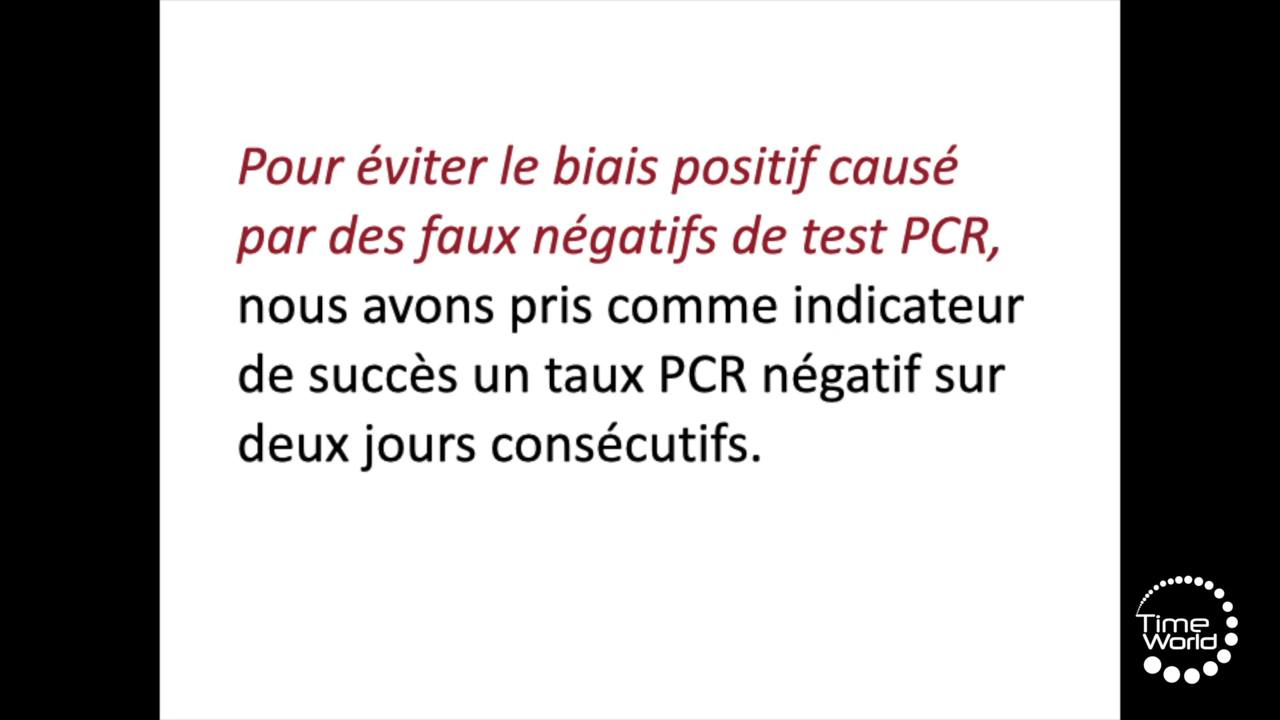 Pour éviter le biais positif causé
par des faux négatifs de test PCR,
nous avons pris comme indicateur
de succès un taux PCR négatif sur
deux jours consécutifs.
Time
World